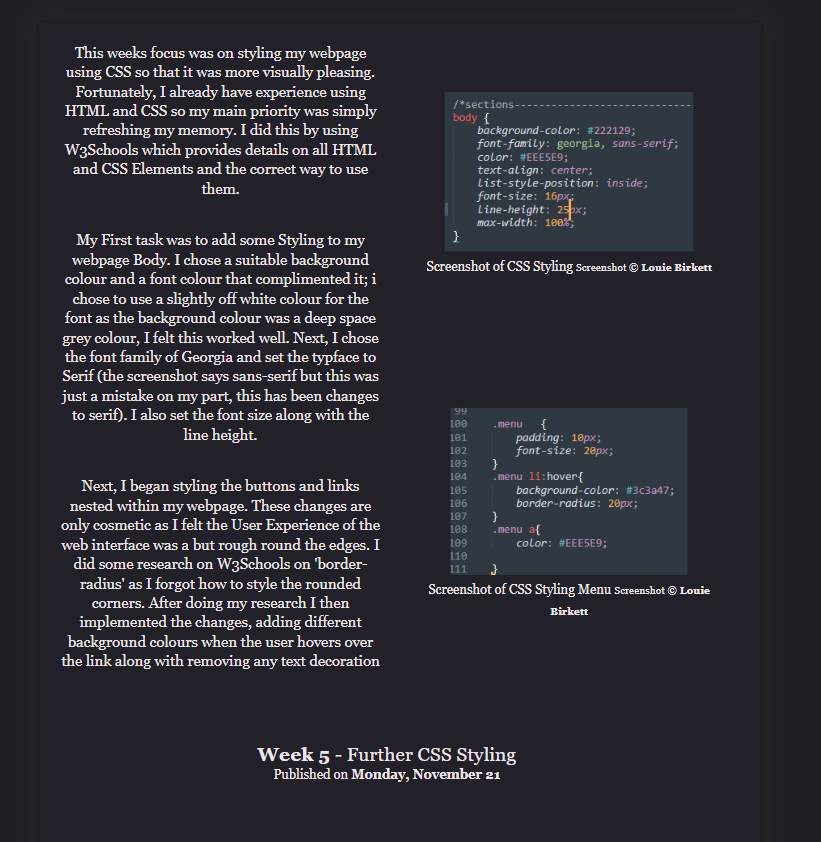 This weeks focus was on styling my webpage
using CSS so that it was more visually pleasing.
Fortunately, I already have experience using
HTML and CSS so my main priority was simply
refreshing my memory. I did this by using
W3Schools which provides details on all HTML
and CSS Elements and the correct way to use
them.
My First task was to add some Styling to my
webpage Body. I chose a suitable background
colour and a font colour that complimented it; i
chose to use a slightly off white colour for the
font as the background colour was a deep space
grey colour, I felt this worked well. Next, I chose
the font family of Georgia and set the typface to
Serif (the screenshot says sans-serif but this was
just a mistake on my part, this has been changes
to serif). I also set the font size along with the
line height.
Next, I began styling the buttons and links
nested within my webpage. These changes are
only cosmetic as I felt the User Experience of the
web interface was a but rough round the edges. I
did some research on W3Schools on 'border-
radius' as I forgot how to style the rounded
corners. After doing my research I then
implemented the changes, adding different
background colours when the user hovers over
the link along with removing any text decoration
/*sections-----------------------------
body {
background-color: #222129;
font-family: georgia, sans-serif;
color: #EEE5E9;
text-align: center;
list-style-position: inside;
font-size: 16px;
line-height: 25px;
max-width: 100%;
}
Screenshot of CSS Styling Screenshot © Louie Birkett
99
100 .menu {
101 padding: 10px;
102 font-size: 20px;
103 }
104 .menu li:hover{
105 background-color: #3c3a47;
106 border-radius: 20px;
107 }
108 .menu a{
109 color: #EEE5E9;
110
111 }
Screenshot of CSS Styling Menu Screenshot © Louie
Birkett
Week 5 - Further CSS Styling
Published on Monday, November 21